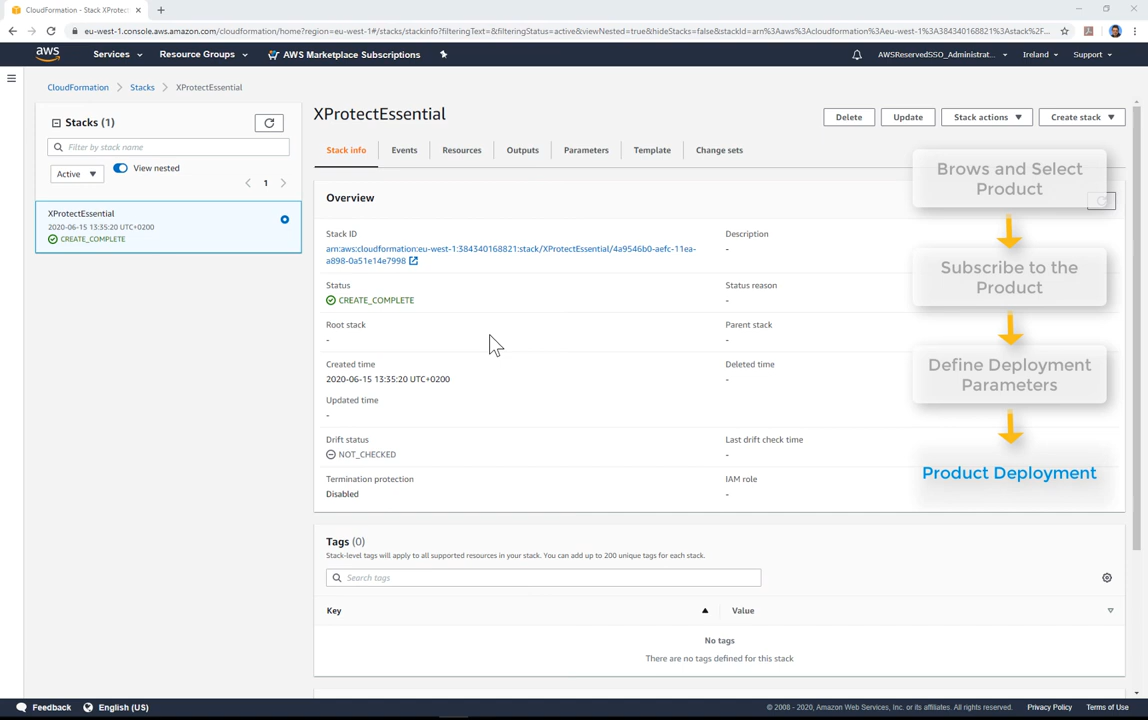 CloudFormation - Stack XProtect
eu-west-1.console.aws.amazon.com/cloudformation/home?region=eu-west-1#/stacks/stackinfo?filteringText=&filteringStatus=active&viewNested=true&hideStacks=false&stackId=arn%3Aaws%3Acloudformation%3Aeu-west-1%3A384340168821%3Astack%2F...
aws
Services
Resource Groups
AWS Marketplace Subscriptions
AWSReservedSSO_Administrat...
Ireland
Support
CloudFormation
Stacks
XProtectEssential
Stacks (1)
Filter by stack name
Active
View nested
1
XProtectEssential
2020-06-15 13:35:20 UTC+0200
CREATE_COMPLETE
XProtectEssential
Delete
Update
Stack actions
Create stack
Stack info
Events
Resources
Outputs
Parameters
Template
Change sets
Overview
Stack ID
arn:aws:cloudformation:eu-west-1:384340168821:stack/XProtectEssential/4a9546b0-aefc-11ea-
a898-0a51e14e7998
Description
-
Status
CREATE_COMPLETE
Status reason
-
Root stack
-
Parent stack
-
Created time
2020-06-15 13:35:20 UTC+0200
Deleted time
-
Updated time
-
Drift status
NOT_CHECKED
Last drift check time
-
Termination protection
Disabled
IAM role
-
Brows and Select
Product
Subscribe to the
Product
Define Deployment
Parameters
Product Deployment
Tags (0)
Stack-level tags will apply to all supported resources in your stack. You can add up to 200 unique tags for each stack.
Search tags
Key
Value
No tags
There are no tags defined for this stack
Feedback
English (US)
© 2008 - 2020, Amazon Web Services, Inc. or its affiliates. All rights reserved.
Privacy Policy
Terms of Use